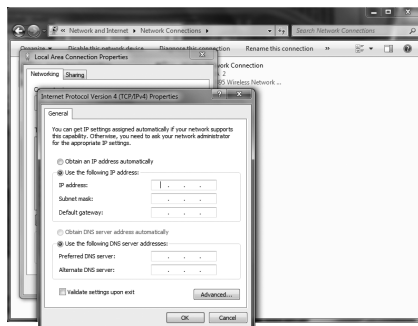 « Network and Internet ▸ Network Connections ▸
Search Network Connections
Organize Disable this network device Diagnose this connection Rename this connection »
Local Area Connection Properties
Networking Sharing
Internet Protocol Version 4 (TCP/IPv4) Properties
General
You can get IP settings assigned automatically if your network supports
this capability. Otherwise, you need to ask your network administrator
for the appropriate IP settings.
Obtain an IP address automatically
Use the following IP address:
IP address:
Subnet mask:
Default gateway:
Obtain DNS server address automatically
Use the following DNS server addresses:
Preferred DNS server:
Alternate DNS server:
Validate settings upon exit
Advanced...
OK Cancel
work Connection
2
95 Wireless Network ...